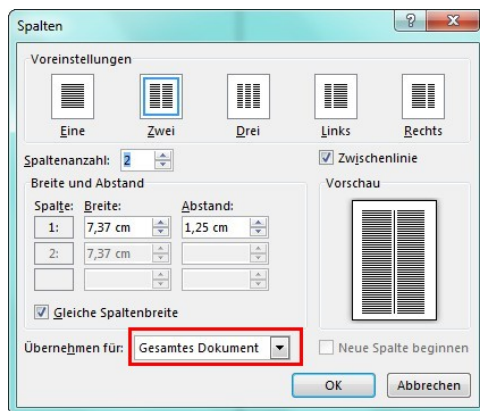 Spalten
Voreinstellungen
Eine Zwei Drei Links Rechts
Spaltenanzahl: 2 Zwischenlinie
Breite und Abstand Vorschau
Spalte: Breite: Abstand:
1: 7,37 cm 1,25 cm
2: 7,37 cm
Gleiche Spaltenbreite
Übernehmen für: Gesamtes Dokument Neue Spalte beginnen
OK Abbrechen